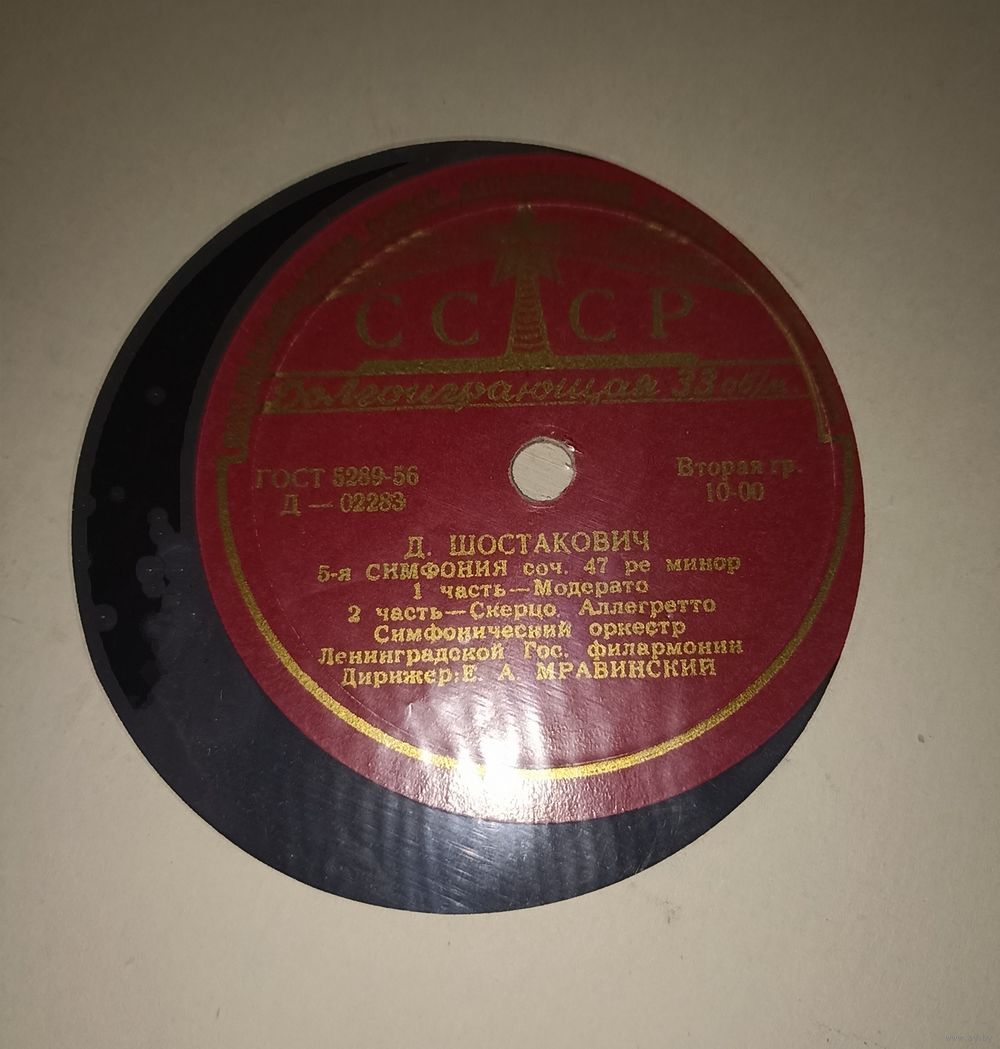 СССР
Долгоиграющая 33 об/м.
ГОСТ 5289-56
Д — 02283
Вторая гр.
10-00
Д. ШОСТАКОВИЧ
5-я СИМФОНИЯ соч. 47 ре минор
1 часть — Модерато
2 часть — Скерцо. Аллегретто
Симфонический оркестр
Ленинградской Гос. филармонии
Дирижер: Е. А. МРАВИНСКИЙ